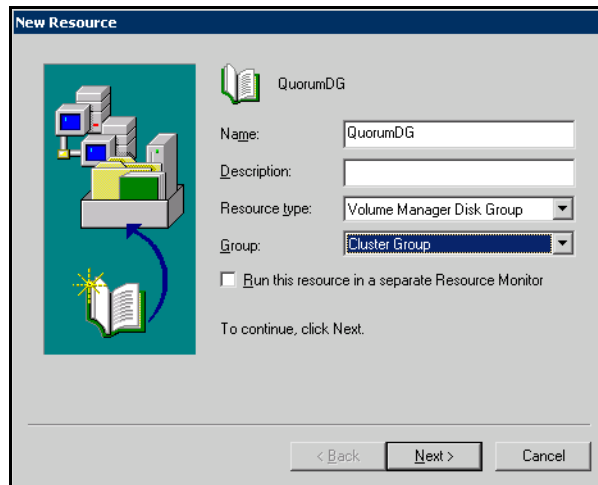 New Resource
QuorumDG
Name: QuorumDG
Description:
Resource type: Volume Manager Disk Group
Group: Cluster Group
Run this resource in a separate Resource Monitor
To continue, click Next.
< Back Next > Cancel